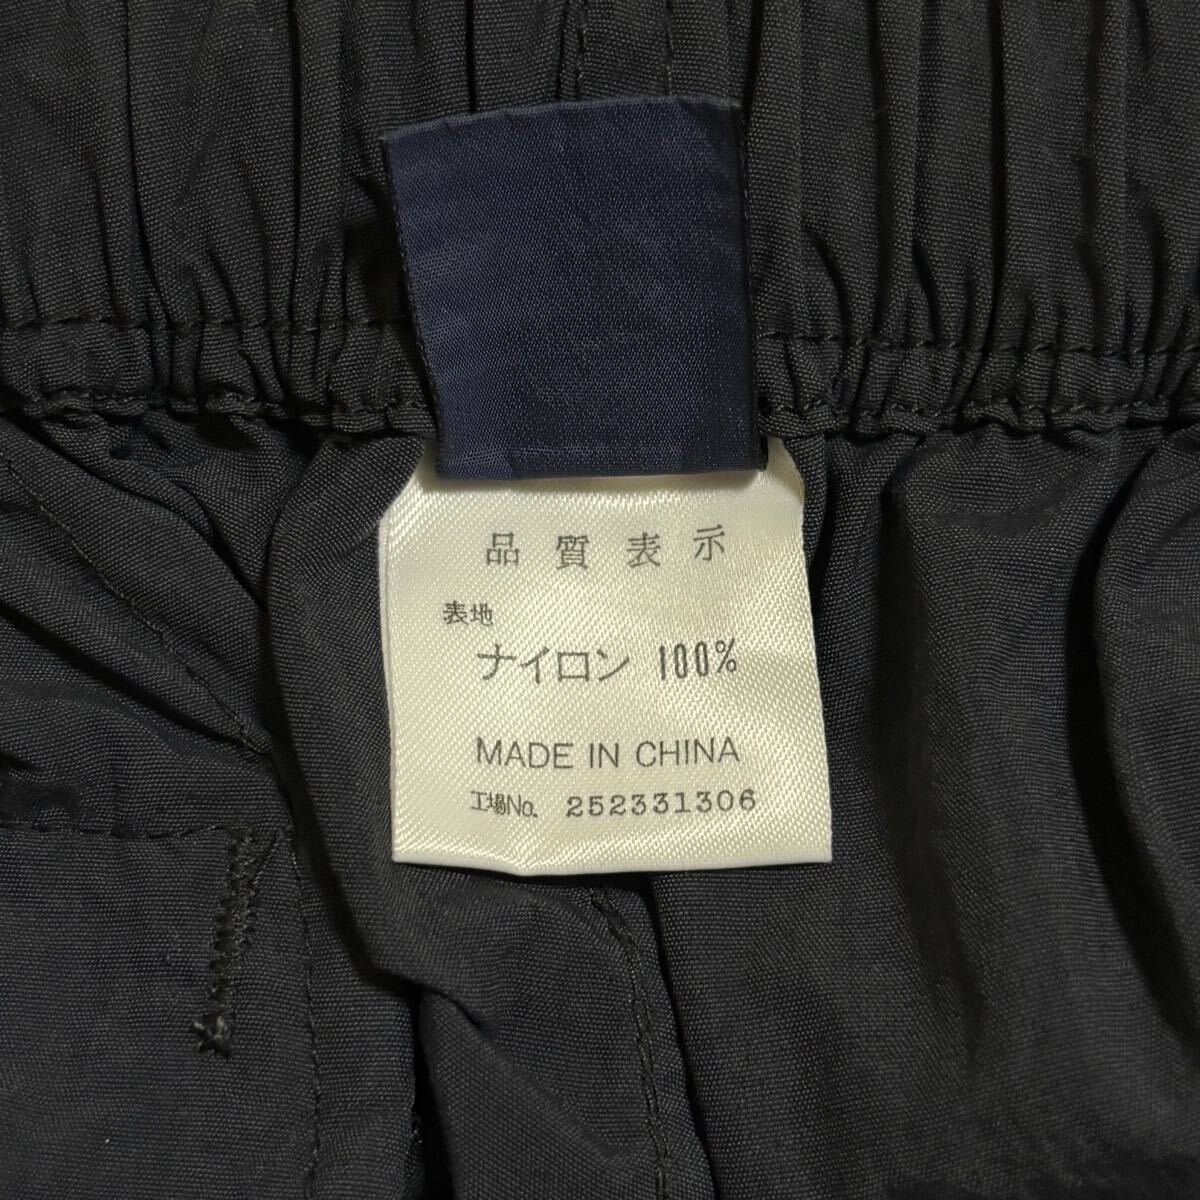 品質表示
表地
ナイロン 100%
MADE IN CHINA
工場No. 252331306